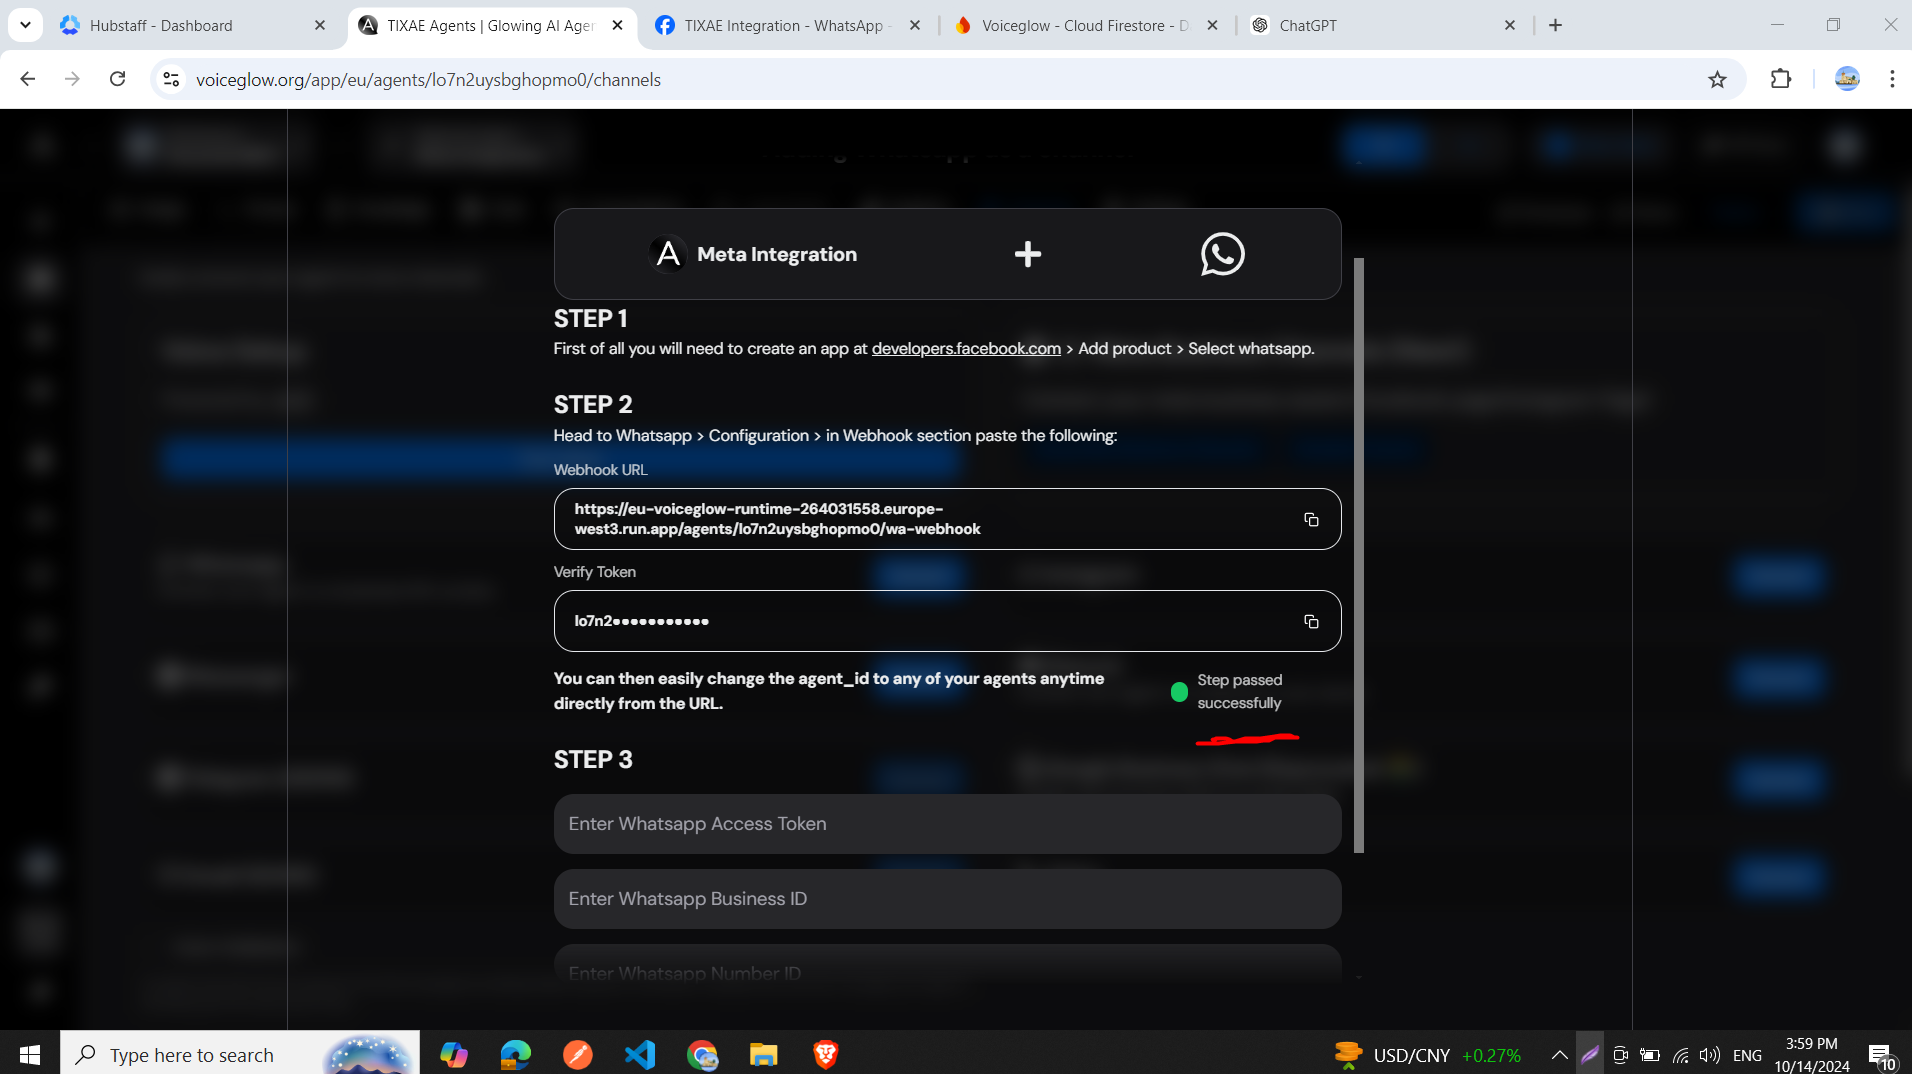 Hubstaff - Dashboard
TIXAE Agents | Glowing AI Agen
TIXAE Integration - WhatsApp -
Voiceglow - Cloud Firestore - D
ChatGPT
voiceglow.org/app/eu/agents/lo7n2uysbghopmo0/channels
Meta Integration
STEP 1
First of all you will need to create an app at developers.facebook.com > Add product > Select whatsapp.
STEP 2
Head to Whatsapp > Configuration > in Webhook section paste the following:
Webhook URL
https://eu-voiceglow-runtime-264031558.europe-
west3.run.app/agents/lo7n2uysbghopmo0/wa-webhook
Verify Token
lo7n2•••••••••••
You can then easily change the agent_id to any of your agents anytime
directly from the URL.
Step passed
successfully
STEP 3
Enter Whatsapp Access Token
Enter Whatsapp Business ID
Enter Whatsapp Number ID
Type here to search
USD/CNY +0.27%
ENG
3:59 PM
10/14/2024
10